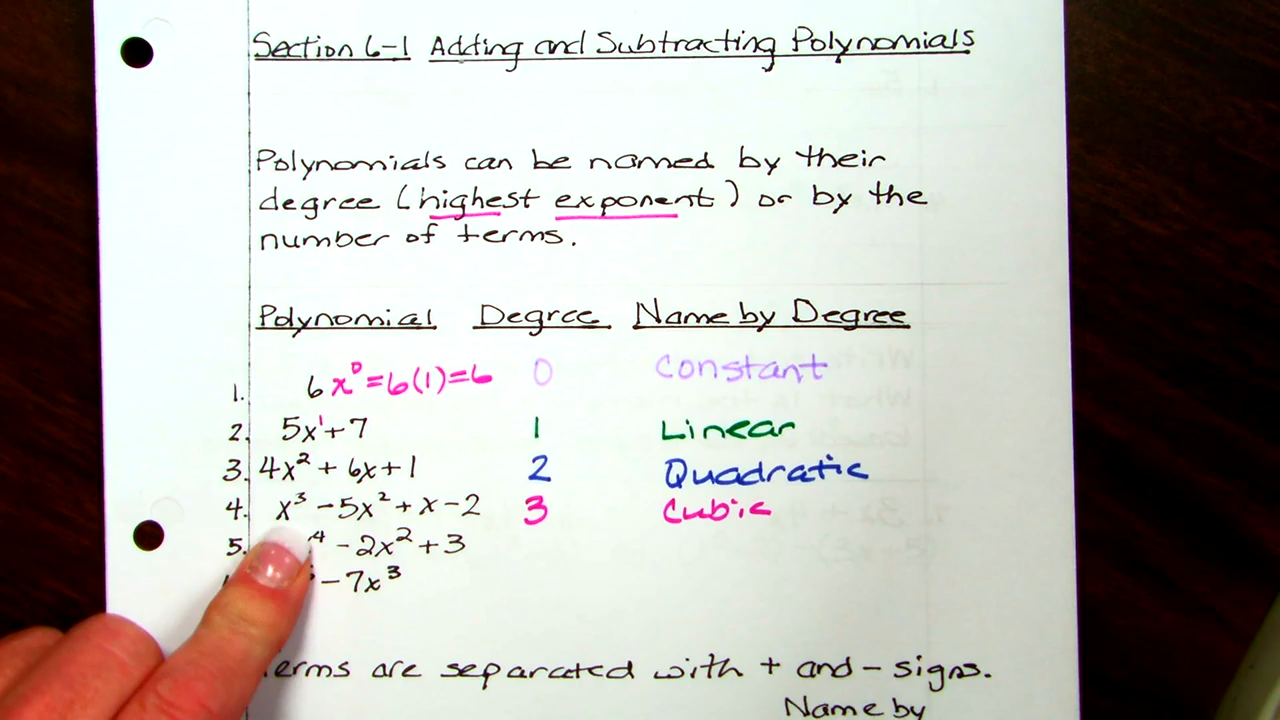 Section 6-1 Adding and Subtracting Polynomials
Polynomials can be named by their
degree (highest exponent) or by the
number of terms.
Polynomial Degree Name by Degree
1. 6x⁰=6(1)=6 0 Constant
2. 5x¹+7 1 Linear
3. 4x² + 6x+1 2 Quadratic
4. x³ -5x² + x -2 3 Cubic
5. ⁴ - 2x² + 3
- 7x³
erms are separated with + and - signs.
Name by